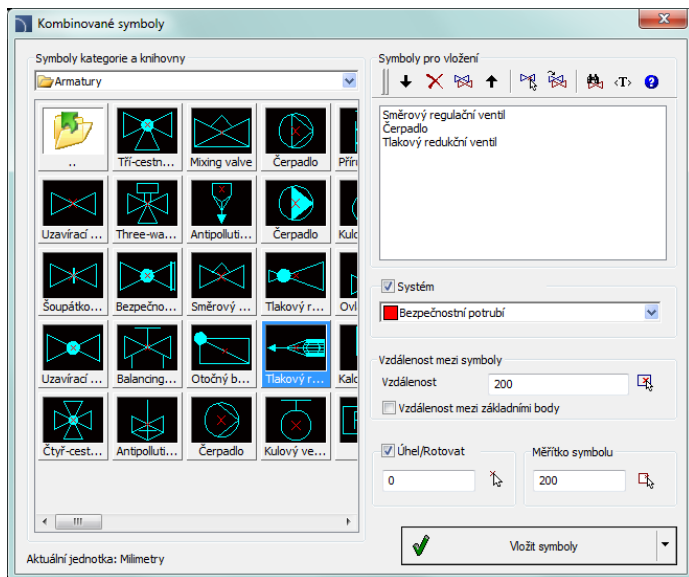 Kombinované symboly
Symboly kategorie a knihovny
Armatury
..
Tří-cestn...
Mixing valve
Čerpadlo
Uzavírací ...
Three-wa...
Antipolluti...
Čerpadlo
Šoupátko...
Bezpečno...
Směrový ...
Tlakový r...
Uzavírací ...
Balancing...
Otočný b...
Tlakový r...
Čtyř-cest...
Antipolluti...
Čerpadlo
Kulový ve...
Aktuální jednotka: Milimetry
Symboly pro vložení
<T>
Směrový regulační ventil
Čerpadlo
Tlakový redukční ventil
Systém
Bezpečnostní potrubí
Vzdálenost mezi symboly
Vzdálenost 200
Vzdálenost mezi základními body
Úhel/Rotovat
0
Měřítko symbolu
200
Vložit symboly